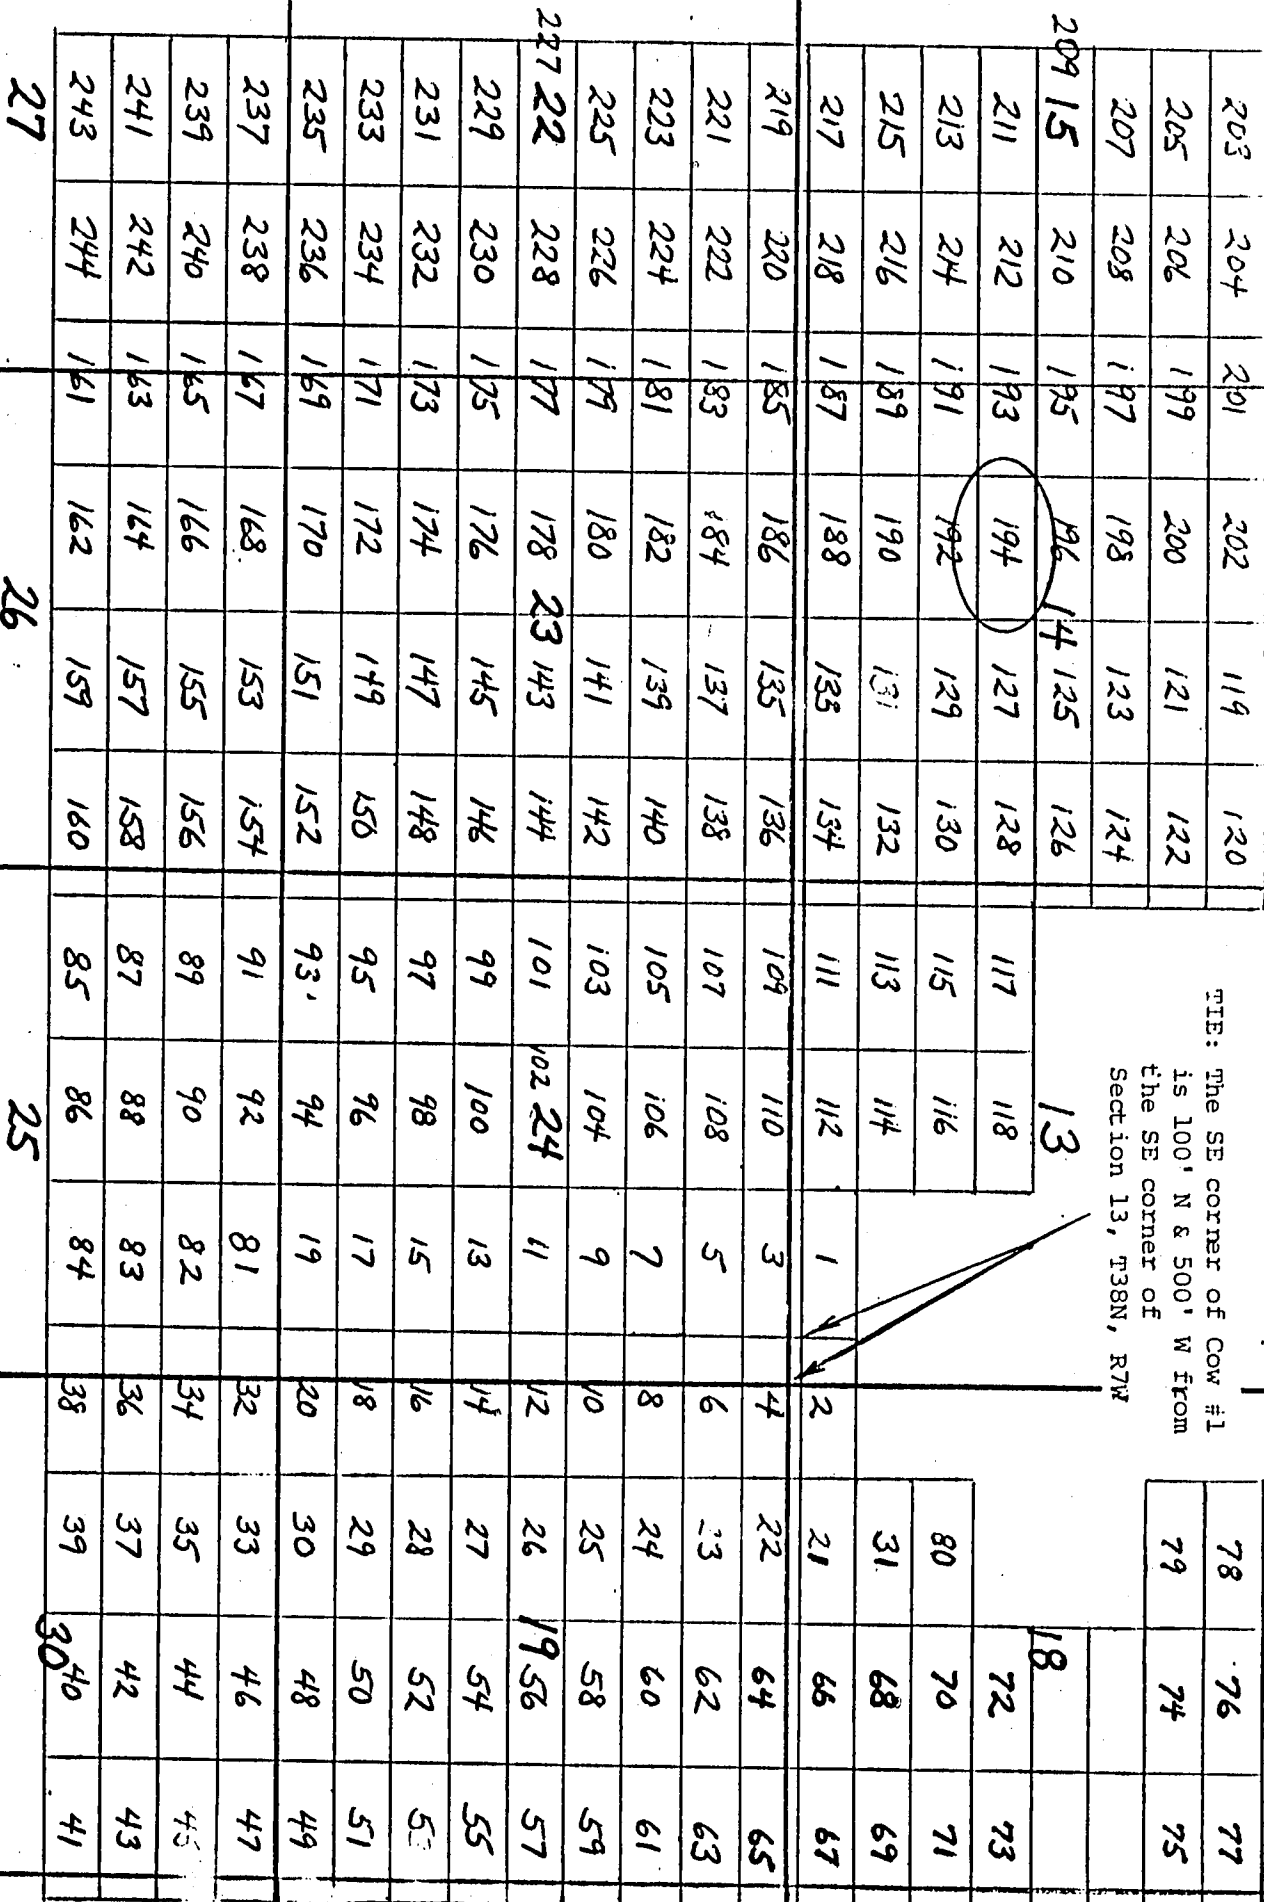 203 204 201 202 119 120 78 76 77
205 206 199 200 121 122 79 74 75
207 208 197 198 123 124
TIE: The SE corner of Cow #1
is 100' N & 500' W from
the SE corner of
Section 13, T38N, R7W
209 15 210 195 196 14 125 126 13 18
211 212 193 194 127 128 117 118 72 73
213 214 191 192 129 130 115 116 80 70 71
215 216 189 190 131 132 113 114 31 68 69
217 218 187 188 133 134 111 112 1 2 21 66 67
219 220 185 186 135 136 109 110 3 4 22 64 65
221 222 183 184 137 138 107 108 5 6 23 62 63
223 224 181 182 139 140 105 106 7 8 24 60 61
225 226 179 180 141 142 103 104 9 10 25 58 59
227 22 228 177 178 23 143 144 101 102 24 11 12 26 19 56 57
229 230 175 176 145 146 99 100 13 14 27 54 55
231 232 173 174 147 148 97 98 15 16 28 52 53
233 234 171 172 149 150 95 96 17 18 29 50 51
235 236 169 170 151 152 93 94 19 20 30 48 49
237 238 167 168 153 154 91 92 81 32 33 46 47
239 240 165 166 155 156 89 90 82 34 35 44 45
241 242 163 164 157 158 87 88 83 36 37 42 43
243 244 161 162 159 160 85 86 84 38 39 40 41
27 26 25 30